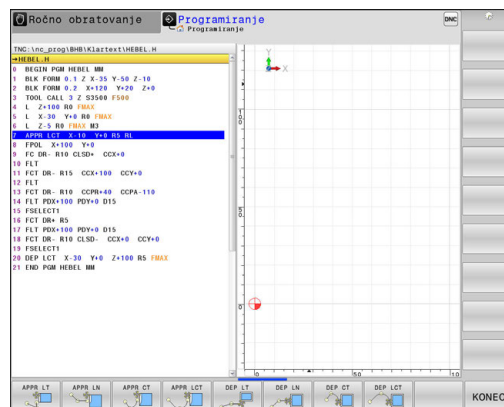 Ročno obratovanje
Programiranje
Programiranje
DNC
TNC:\nc_prog\BHB\Klartext\HEBEL.H
→HEBEL.H
0 BEGIN PGM HEBEL MM
1 BLK FORM 0.1 Z X-35 Y-50 Z-10
2 BLK FORM 0.2 X+120 Y+20 Z+0
3 TOOL CALL 3 Z S3500 F500
4 L Z+100 R0 FMAX
5 L X-30 Y+0 R0 FMAX
6 L Z-5 R0 FMAX M3
7 APPR LCT X-10 Y+0 R5 RL
8 FPOL X+100 Y+0
9 FC DR- R10 CLSD+ CCX+0
10 FLT
11 FCT DR- R15 CCX+100 CCY+0
12 FLT
13 FCT DR- R10 CCPR+40 CCPA-110
14 FLT PDX+100 PDY+0 D15
15 FSELECT1
16 FCT DR+ R5
17 FLT PDX+100 PDY+0 D15
18 FCT DR- R10 CLSD- CCX+0 CCY+0
19 FSELECT1
20 DEP LCT X-30 Y+0 Z+100 R5 FMAX
21 END PGM HEBEL MM
Y
X
100
50
0
0
50
10
APPR LT
APPR LN
APPR CT
APPR LCT
DEP LT
DEP LN
DEP CT
DEP LCT
KONEC